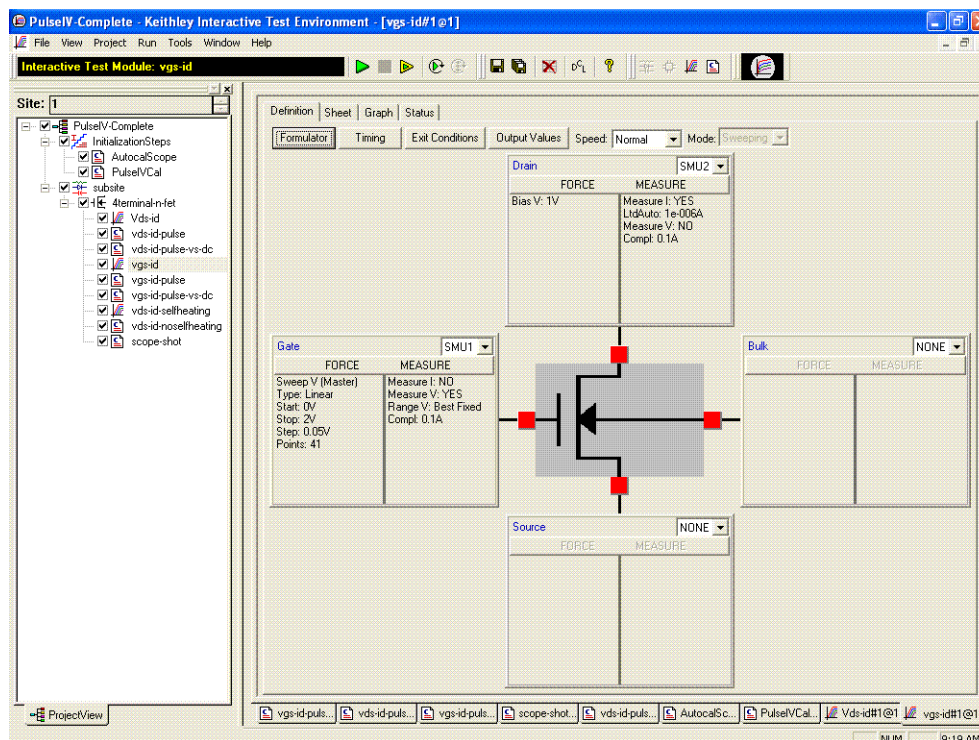 PulseIV-Complete - Keithley Interactive Test Environment - [vgs-id#1@1]
File View Project Run Tools Window Help
Interactive Test Module: vgs-id
Site: 1
PulseIV-Complete
InitializationSteps
AutocalScope
PulseIVCal
subsite
4terminal-n-fet
Vds-id
vds-id-pulse
vds-id-pulse-vs-dc
vgs-id
vgs-id-pulse
vgs-id-pulse-vs-dc
vds-id-selfheating
vds-id-noselfheating
scope-shot
ProjectView
Definition Sheet Graph Status
Formulator Timing Exit Conditions Output Values Speed: Normal Mode: Sweeping
Drain SMU2
FORCE MEASURE
Bias V: 1V
Measure I: YES
LtdAuto: 1e-006A
Measure V: NO
Compl: 0.1A
Gate SMU1
FORCE MEASURE
Sweep V (Master)
Type: Linear
Start: 0V
Stop: 2V
Step: 0.05V
Points: 41
Measure I: NO
Measure V: YES
Range V: Best Fixed
Compl: 0.1A
Bulk NONE
FORCE MEASURE
Source NONE
FORCE MEASURE
vgs-id-puls... vds-id-puls... vgs-id-puls... scope-shot... vds-id-puls... AutocalSc... PulseIVCal... Vds-id#1@1 vgs-id#1@1
NUM 9:19 AM